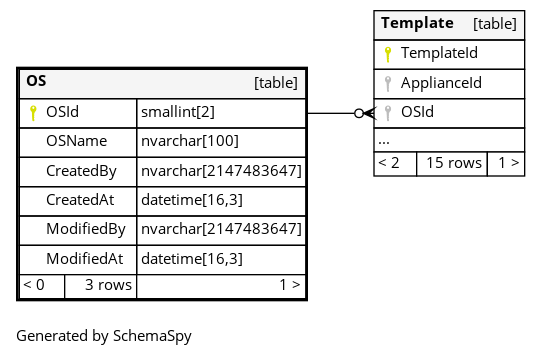 Template [table]
TemplateId
ApplianceId
OSId
...
< 2 15 rows 1 >
OS [table]
OSId smallint[2]
OSName nvarchar[100]
CreatedBy nvarchar[2147483647]
CreatedAt datetime[16,3]
ModifiedBy nvarchar[2147483647]
ModifiedAt datetime[16,3]
< 0 3 rows 1 >
Generated by SchemaSpy